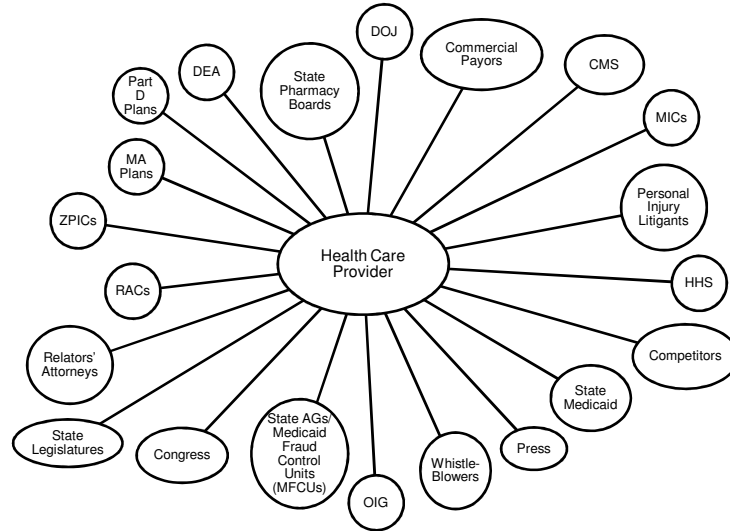 DOJ
Commercial
Payors
CMS
State
Pharmacy
Boards
DEA
Part
D
Plans
MICs
MA
Plans
Personal
Injury
Litigants
ZPICs
Health Care
Provider
HHS
RACs
Competitors
Relators'
Attorneys
State
Medicaid
State
Legislatures
Congress
State AGs/
Medicaid
Fraud
Control
Units
(MFCUs)
OIG
Whistle-
Blowers
Press